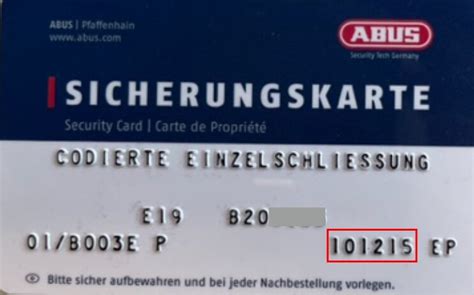 ABUS | Pfaffenhain
www.abus.com
ABUS
Security Tech Germany
SICHERUNGSKARTE
Security Card | Carte de Propriété
CODIERTE EINZELSCHLIESSUNG
E19 B20
01/B003E P 101215 EP
Bitte sicher aufbewahren und bei jeder Nachbestellung vorlegen.